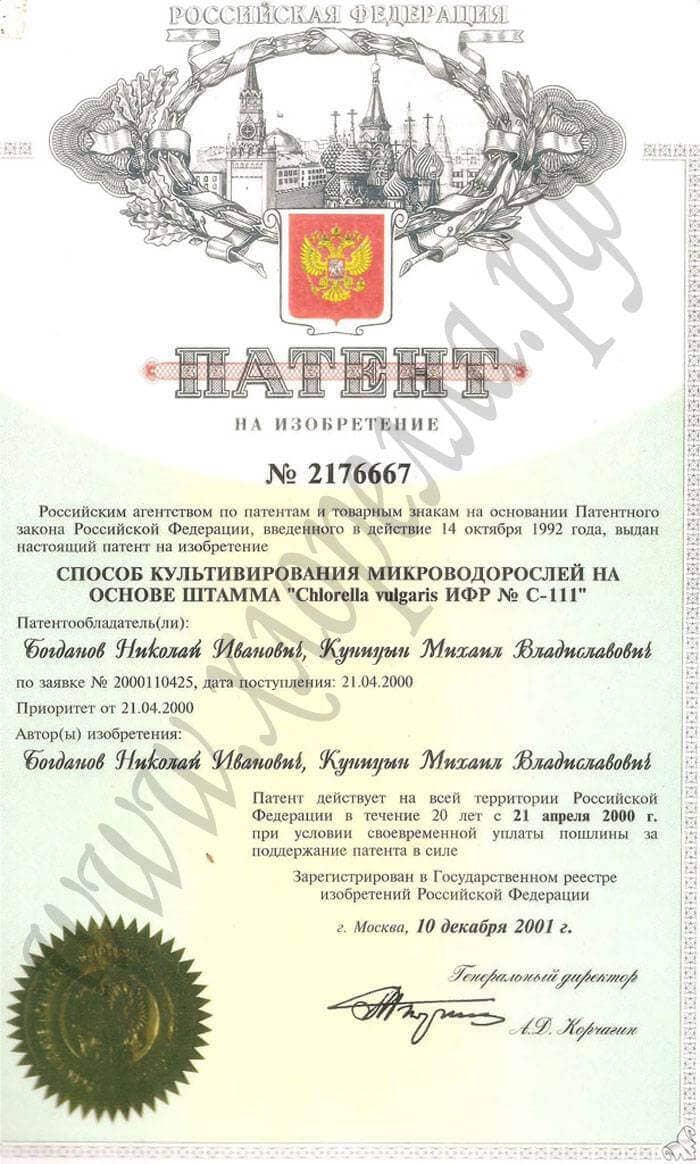 РОССИЙСКАЯ ФЕДЕРАЦИЯ
ПАТЕНТ
НА ИЗОБРЕТЕНИЕ
№ 2176667
Российским агентством по патентам и товарным знакам на основании Патентного
закона Российской Федерации, введенного в действие 14 октября 1992 года, выдан
настоящий патент на изобретение
СПОСОБ КУЛЬТИВИРОВАНИЯ МИКРОВОДОРОСЛЕЙ НА
ОСНОВЕ ШТАММА "Chlorella vulgaris ИФР № С-111"
Патентообладатель(ли):
Богданов Николай Иванович, Куницын Михаил Владиславович
по заявке № 2000110425, дата поступления: 21.04.2000
Приоритет от 21.04.2000
Автор(ы) изобретения:
Богданов Николай Иванович, Куницын Михаил Владиславович
Патент действует на всей территории Российской
Федерации в течение 20 лет с 21 апреля 2000 г.
при условии своевременной уплаты пошлины за
поддержание патента в силе
Зарегистрирован в Государственном реестре
изобретений Российской Федерации
г. Москва, 10 декабря 2001 г.
Генеральный директор
А.Д. Корчагин
www.хлорелла.рф